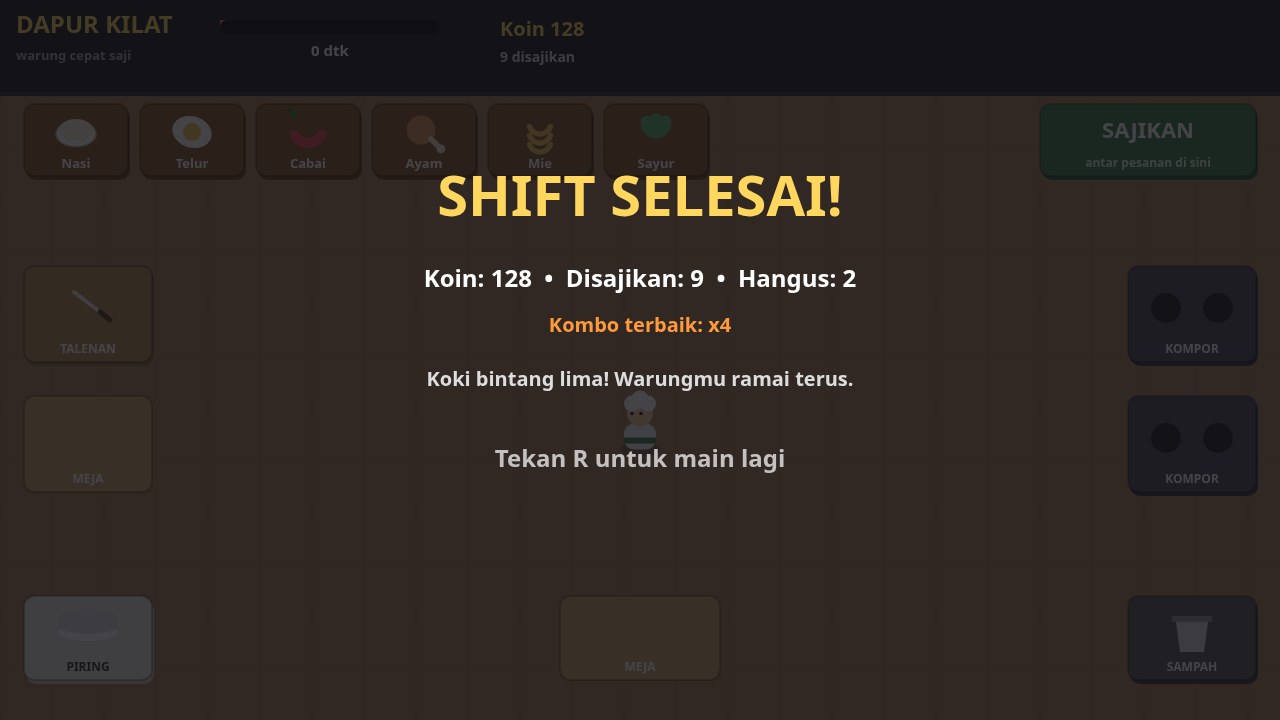 DAPUR KILAT
warung cepat saji
0 dtk
Koin 128
9 disajikan
Nasi
Telur
Cabai
Ayam
Mie
Sayur
SAJIKAN
antar pesanan di sini
SHIFT SELESAI!
Koin: 128 • Disajikan: 9 • Hangus: 2
Kombo terbaik: x4
Koki bintang lima! Warungmu ramai terus.
Tekan R untuk main lagi
TALENAN
KOMPOR
MEJA
KOMPOR
PIRING
MEJA
SAMPAH